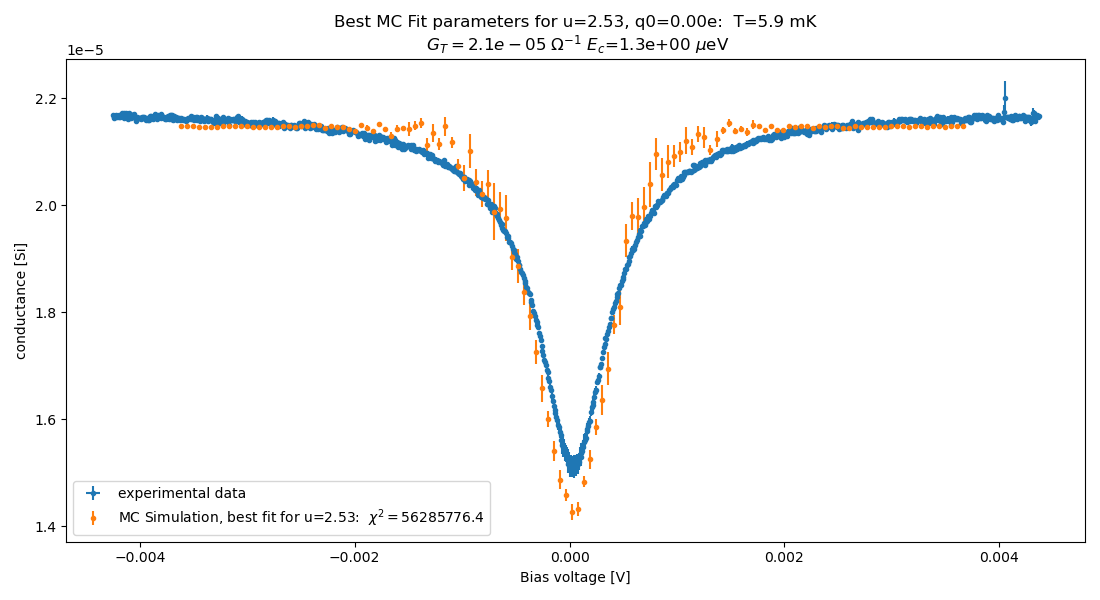 Best MC Fit parameters for u=2.53, q0=0.00e:  T=5.9 mK
$G_T = 2.1e-05\ \Omega^{-1}\ E_c$=1.3e+00 $\mu$eV
1e−5
2.2
2.0
1.8
1.6
1.4
conductance [Si]
experimental data
MC Simulation, best fit for u=2.53:  $\chi^2 = 56285776.4$
−0.004
−0.002
0.000
0.002
0.004
Bias voltage [V]